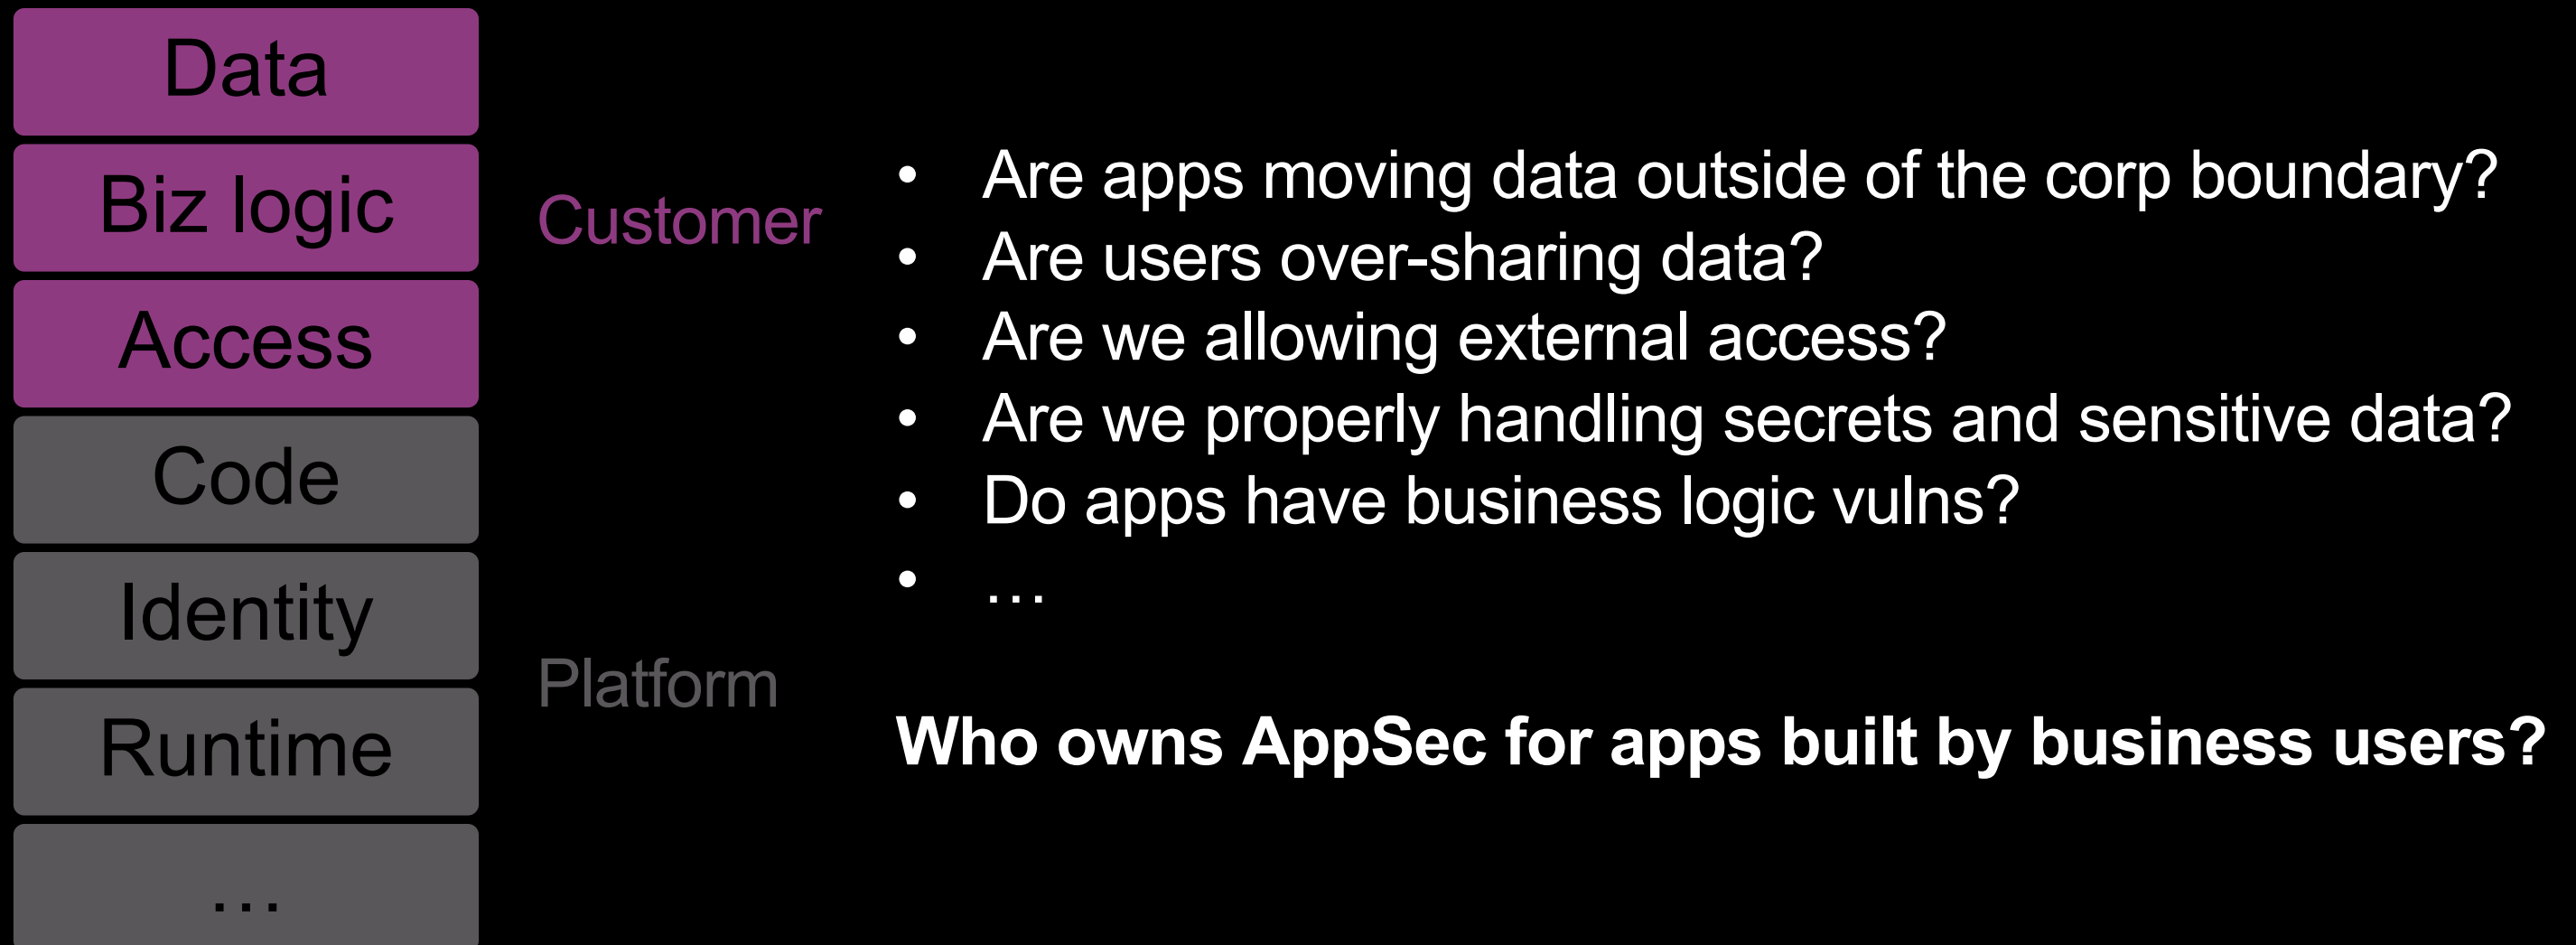 Data
Biz logic
Access
Code
Identity
Runtime
…
Customer
Platform
• Are apps moving data outside of the corp boundary?
• Are users over-sharing data?
• Are we allowing external access?
• Are we properly handling secrets and sensitive data?
• Do apps have business logic vulns?
• …
Who owns AppSec for apps built by business users?